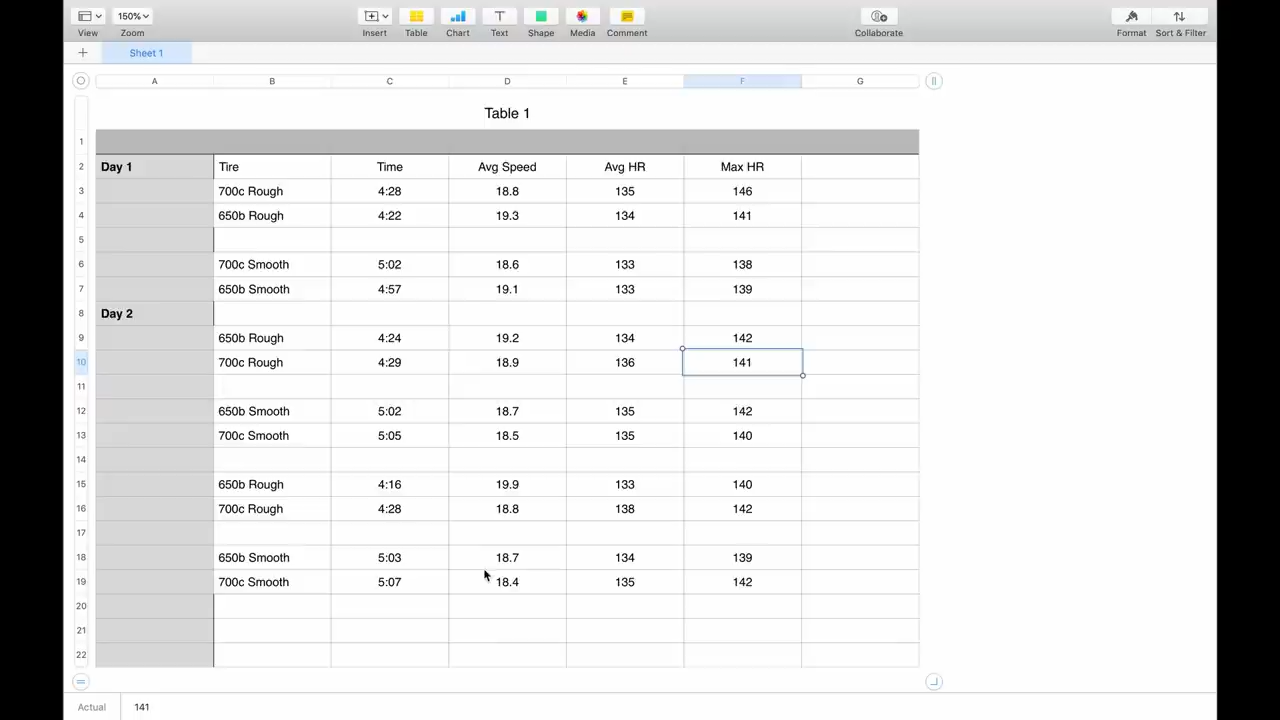 150%
View Zoom Insert Table Chart Text Shape Media Comment Collaborate Format Sort & Filter
+ Sheet 1
A B C D E F G
Table 1
1
2 Day 1 Tire Time Avg Speed Avg HR Max HR
3 700c Rough 4:28 18.8 135 146
4 650b Rough 4:22 19.3 134 141
5
6 700c Smooth 5:02 18.6 133 138
7 650b Smooth 4:57 19.1 133 139
8 Day 2
9 650b Rough 4:24 19.2 134 142
10 700c Rough 4:29 18.9 136 141
11
12 650b Smooth 5:02 18.7 135 142
13 700c Smooth 5:05 18.5 135 140
14
15 650b Rough 4:16 19.9 133 140
16 700c Rough 4:28 18.8 138 142
17
18 650b Smooth 5:03 18.7 134 139
19 700c Smooth 5:07 18.4 135 142
20
21
22
Actual 141